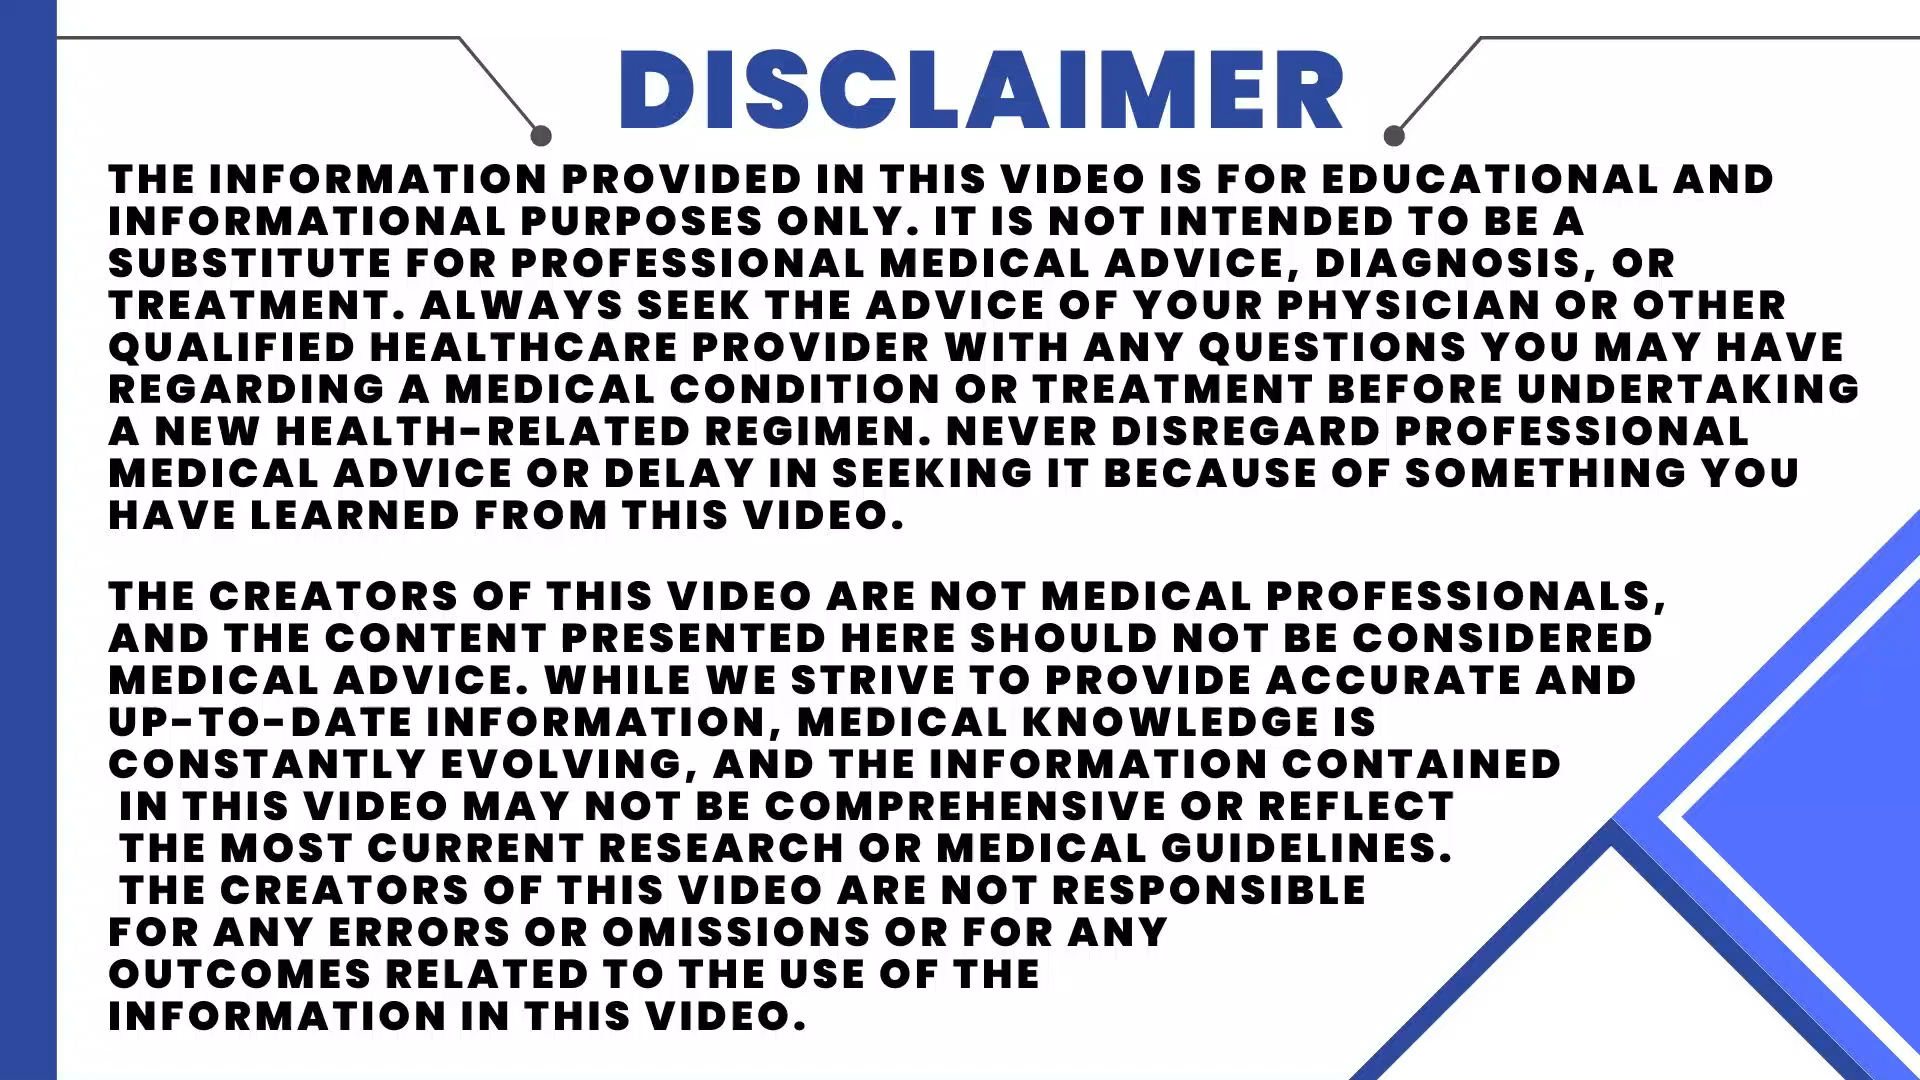 DISCLAIMER
THE INFORMATION PROVIDED IN THIS VIDEO IS FOR EDUCATIONAL AND
INFORMATIONAL PURPOSES ONLY. IT IS NOT INTENDED TO BE A
SUBSTITUTE FOR PROFESSIONAL MEDICAL ADVICE, DIAGNOSIS, OR
TREATMENT. ALWAYS SEEK THE ADVICE OF YOUR PHYSICIAN OR OTHER
QUALIFIED HEALTHCARE PROVIDER WITH ANY QUESTIONS YOU MAY HAVE
REGARDING A MEDICAL CONDITION OR TREATMENT BEFORE UNDERTAKING
A NEW HEALTH-RELATED REGIMEN. NEVER DISREGARD PROFESSIONAL
MEDICAL ADVICE OR DELAY IN SEEKING IT BECAUSE OF SOMETHING YOU
HAVE LEARNED FROM THIS VIDEO.
THE CREATORS OF THIS VIDEO ARE NOT MEDICAL PROFESSIONALS,
AND THE CONTENT PRESENTED HERE SHOULD NOT BE CONSIDERED
MEDICAL ADVICE. WHILE WE STRIVE TO PROVIDE ACCURATE AND
UP-TO-DATE INFORMATION, MEDICAL KNOWLEDGE IS
CONSTANTLY EVOLVING, AND THE INFORMATION CONTAINED
IN THIS VIDEO MAY NOT BE COMPREHENSIVE OR REFLECT
THE MOST CURRENT RESEARCH OR MEDICAL GUIDELINES.
THE CREATORS OF THIS VIDEO ARE NOT RESPONSIBLE
FOR ANY ERRORS OR OMISSIONS OR FOR ANY
OUTCOMES RELATED TO THE USE OF THE
INFORMATION IN THIS VIDEO.